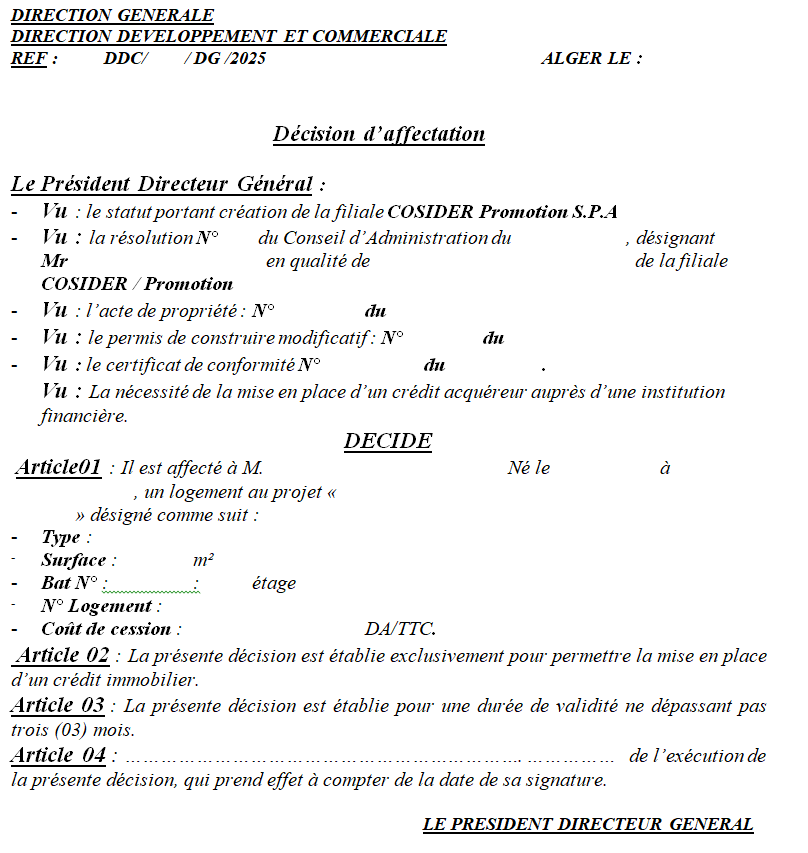 DIRECTION GENERALE
DIRECTION DEVELOPPEMENT ET COMMERCIALE
REF : DDC/ / DG /2025 ALGER LE :
Décision d’affectation
Le Président Directeur Général :
- Vu : le statut portant création de la filiale COSIDER Promotion S.P.A
- Vu : la résolution N° du Conseil d’Administration du , désignant
Mr en qualité de de la filiale
COSIDER / Promotion
- Vu : l’acte de propriété : N° du
- Vu : le permis de construire modificatif : N° du
- Vu : le certificat de conformité N° du .
Vu : La nécessité de la mise en place d’un crédit acquéreur auprès d’une institution
financière.
DECIDE
Article01 : Il est affecté à M. Né le à
, un logement au projet «
» désigné comme suit :
- Type :
- Surface : m²
- Bat N° : : étage
- N° Logement :
- Coût de cession : DA/TTC.
Article 02 : La présente décision est établie exclusivement pour permettre la mise en place
d’un crédit immobilier.
Article 03 : La présente décision est établie pour une durée de validité ne dépassant pas
trois (03) mois.
Article 04 : …………………………………………………………. …………… de l’exécution de
la présente décision, qui prend effet à compter de la date de sa signature.
LE PRESIDENT DIRECTEUR GENERAL